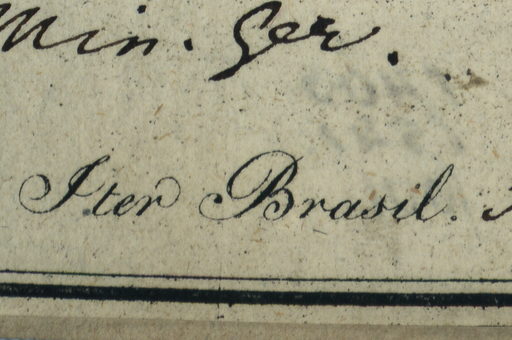 Min. Ger.
Iter Brasil.